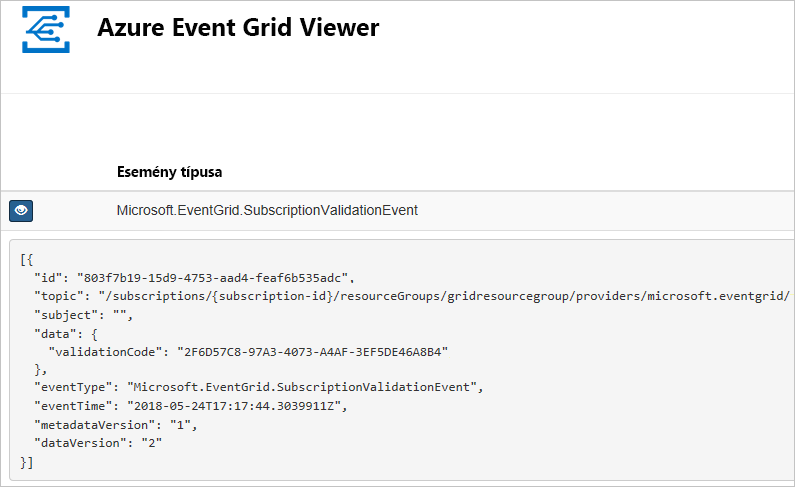 Azure Event Grid Viewer
Esemény típusa
Microsoft.EventGrid.SubscriptionValidationEvent
[{
  "id": "803f7b19-15d9-4753-aad4-feaf6b535adc",
  "topic": "/subscriptions/{subscription-id}/resourceGroups/gridresourcegroup/providers/microsoft.eventgrid/
  "subject": "",
  "data": {
    "validationCode": "2F6D57C8-97A3-4073-A4AF-3EF5DE46A8B4"
  },
  "eventType": "Microsoft.EventGrid.SubscriptionValidationEvent",
  "eventTime": "2018-05-24T17:17:44.3039911Z",
  "metadataVersion": "1",
  "dataVersion": "2"
}]